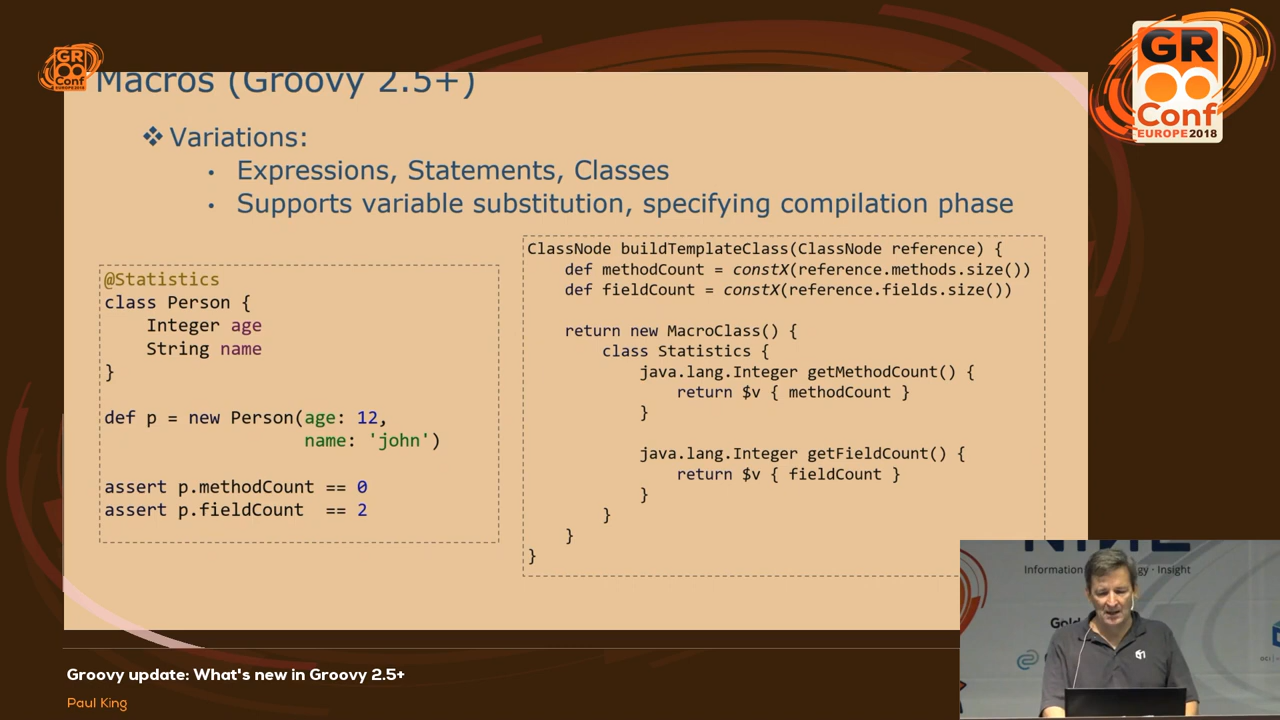 GR
Conf
EUROPE2018
GR
Conf
EUROPE2018
Macros (Groovy 2.5+)
❖ Variations:
• Expressions, Statements, Classes
• Supports variable substitution, specifying compilation phase
@Statistics
class Person {
    Integer age
    String name
}
def p = new Person(age: 12,
                   name: 'john')
assert p.methodCount == 0
assert p.fieldCount  == 2
ClassNode buildTemplateClass(ClassNode reference) {
    def methodCount = constX(reference.methods.size())
    def fieldCount = constX(reference.fields.size())
    return new MacroClass() {
        class Statistics {
            java.lang.Integer getMethodCount() {
                return $v { methodCount }
            }
            java.lang.Integer getFieldCount() {
                return $v { fieldCount }
            }
        }
    }
}
Information
gy · Insight
Gold
Groovy update: What's new in Groovy 2.5+
Paul King